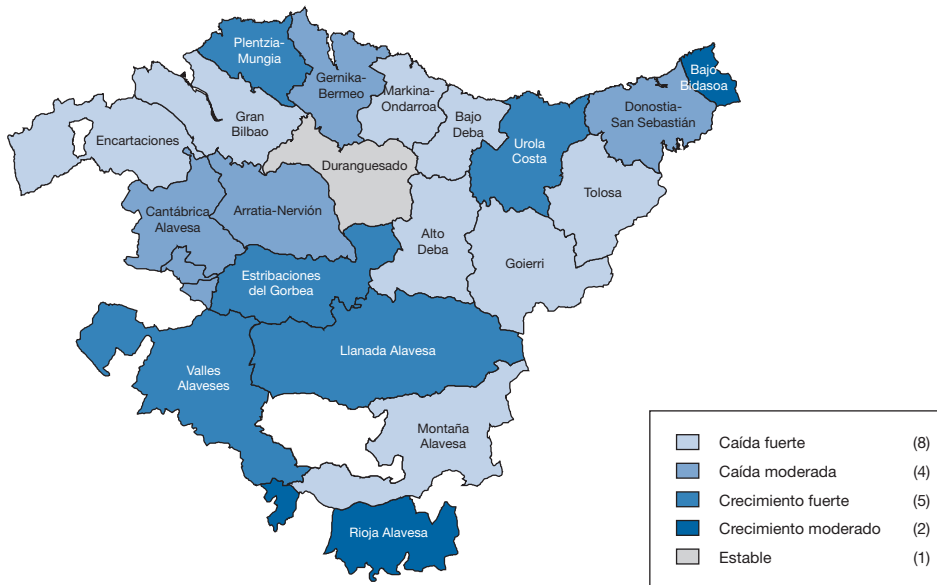 Plentzia-
Mungia
Gernika-
Bermeo
Markina-
Ondarroa
Bajo
Bidasoa
Gran
Bilbao
Bajo
Deba
Donostia-
San Sebastián
Encartaciones
Urola
Costa
Duranguesado
Tolosa
Cantábrica
Alavesa
Arratia-Nervión
Alto
Deba
Goierri
Estribaciones
del Gorbea
Llanada Alavesa
Valles
Alaveses
Montaña
Alavesa
Rioja Alavesa
Caída fuerte (8)
Caída moderada (4)
Crecimiento fuerte (5)
Crecimiento moderado (2)
Estable (1)